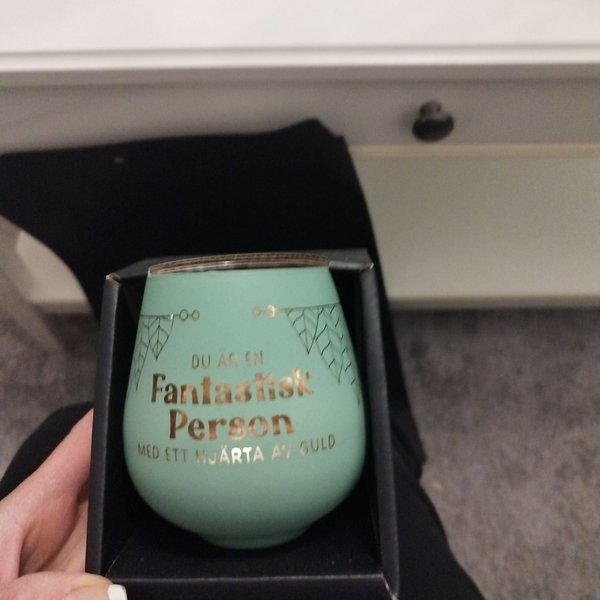 DU ÄR EN
Fantastisk
Person
MED ETT HJÄRTA AV GULD